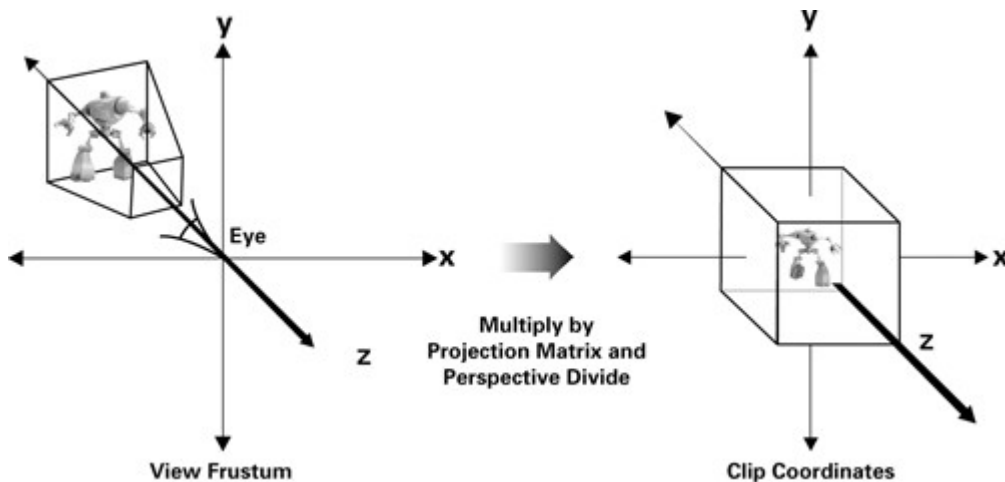 y
Eye
x
z
View Frustum
Multiply by
Projection Matrix and
Perspective Divide
y
x
z
Clip Coordinates